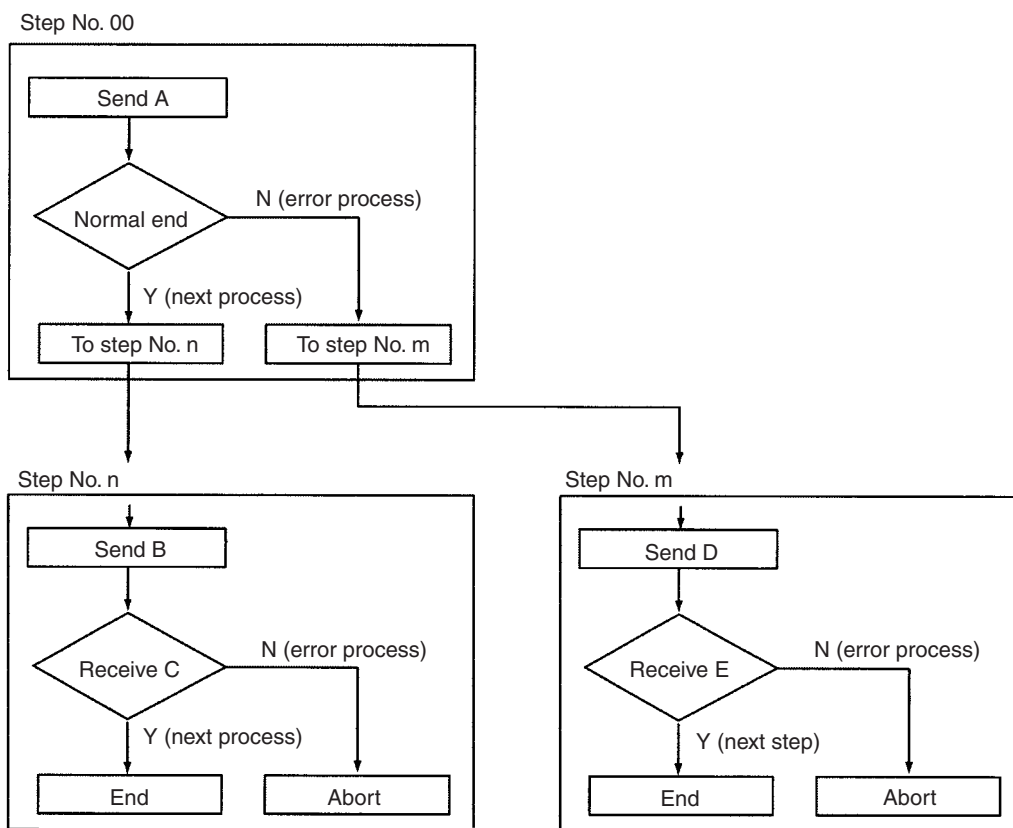 Step No. 00
Send A
Normal end
N (error process)
Y (next process)
To step No. n
To step No. m
Step No. n
Send B
Receive C
N (error process)
Y (next process)
End
Abort
Step No. m
Send D
Receive E
N (error process)
Y (next step)
End
Abort